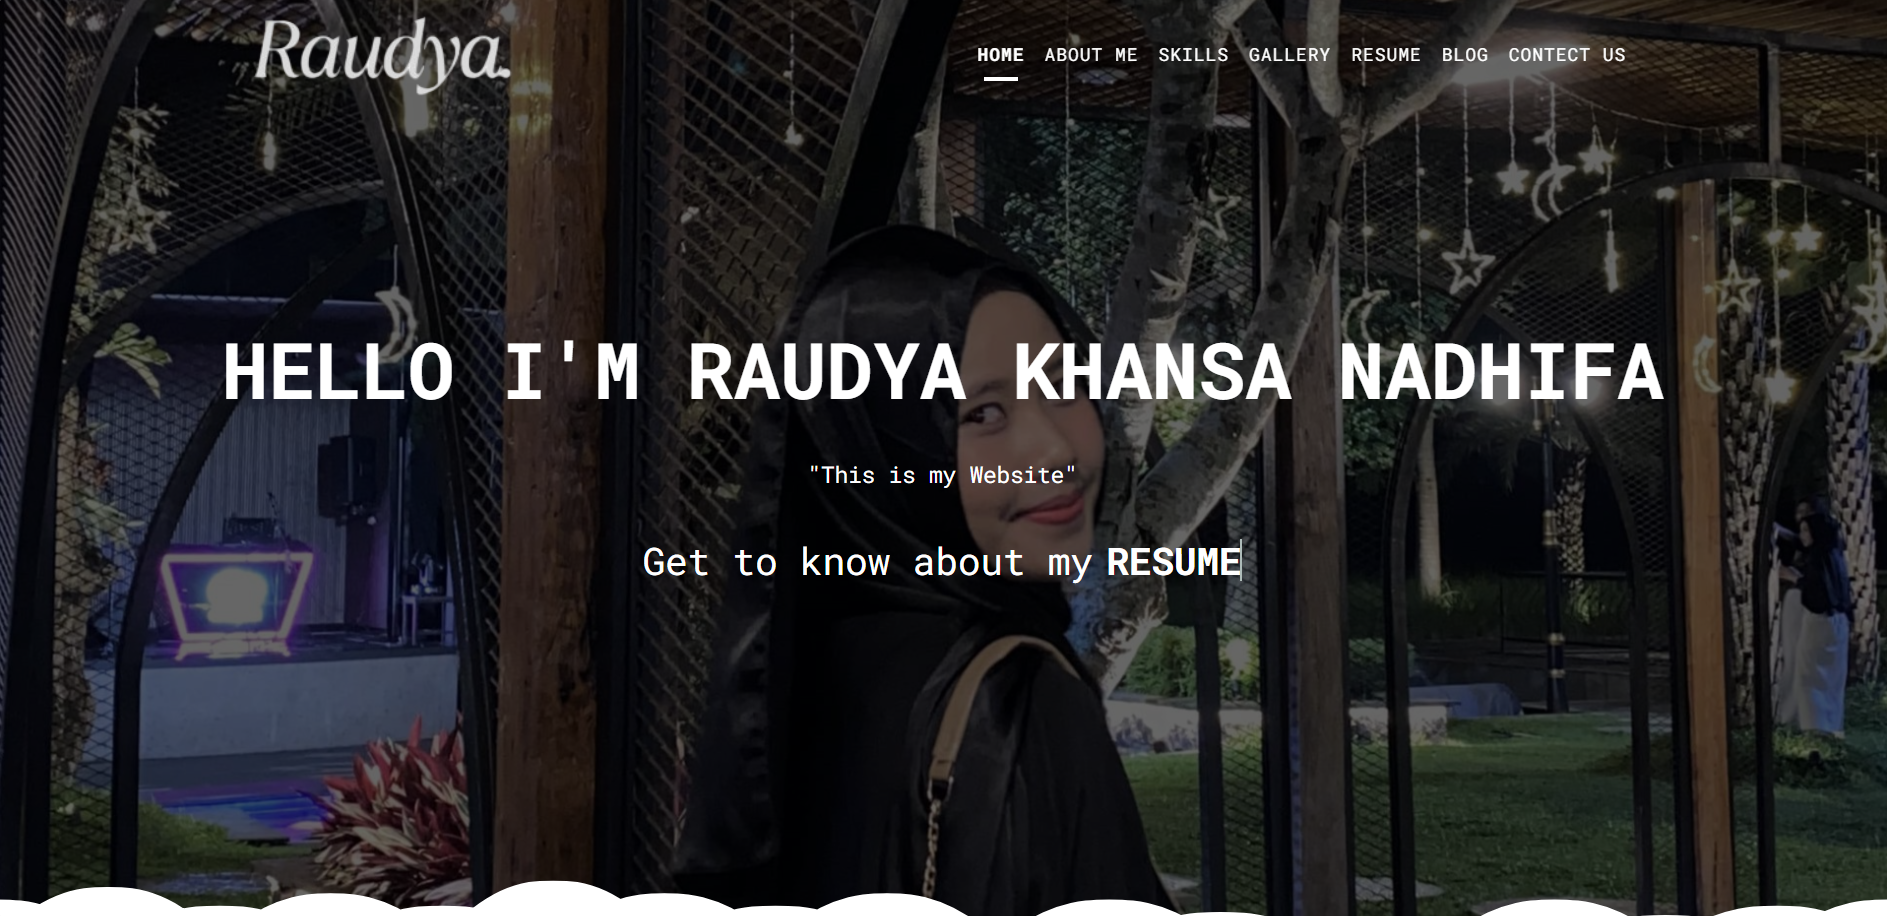 Raudya.
HOME ABOUT ME SKILLS GALLERY RESUME BLOG CONTECT US
HELLO I'M RAUDYA KHANSA NADHIFA
"This is my Website"
Get to know about my RESUME